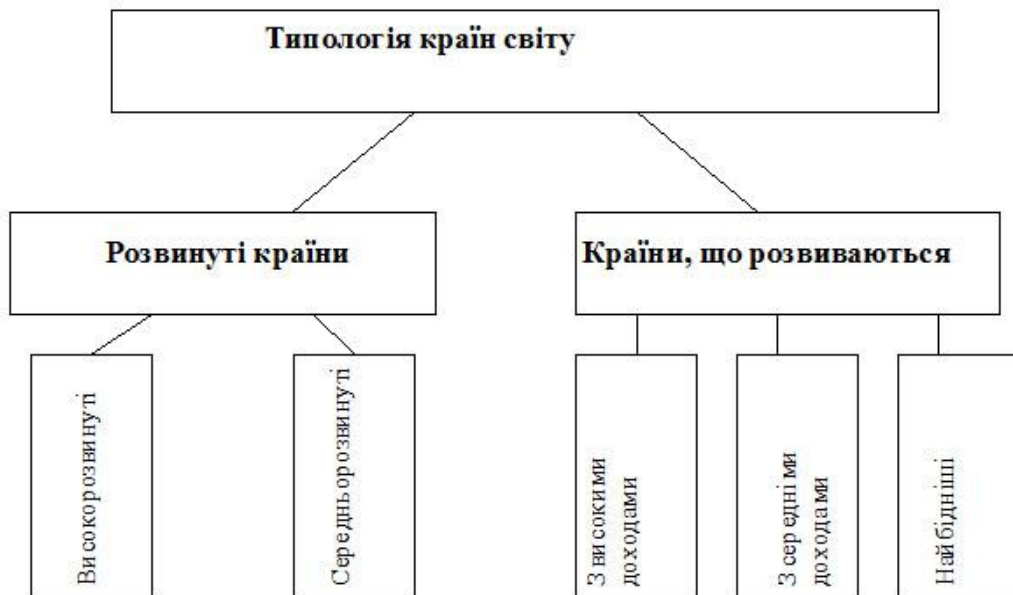 Типологія країн світу
Розвинуті країни
Країни, що розвиваються
Високорозвинуті
Середньорозвинуті
З високими
доходами
З середніми
доходами
Найбідніші